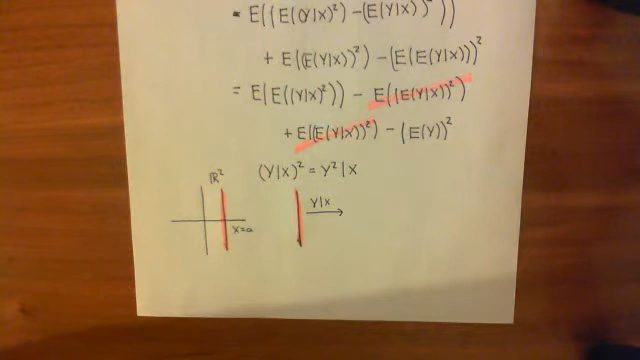 = E((E((Y|X)²) - (E(Y|X))²))
+ E((E(Y|X))²) - (E(E(Y|X)))²
= E(E((Y|X)²)) - E((E(Y|X))²)
+ E((E(Y|X))²) - (E(Y))²
(Y|X)² = Y²|X
ℝ²
Y|X
X=a